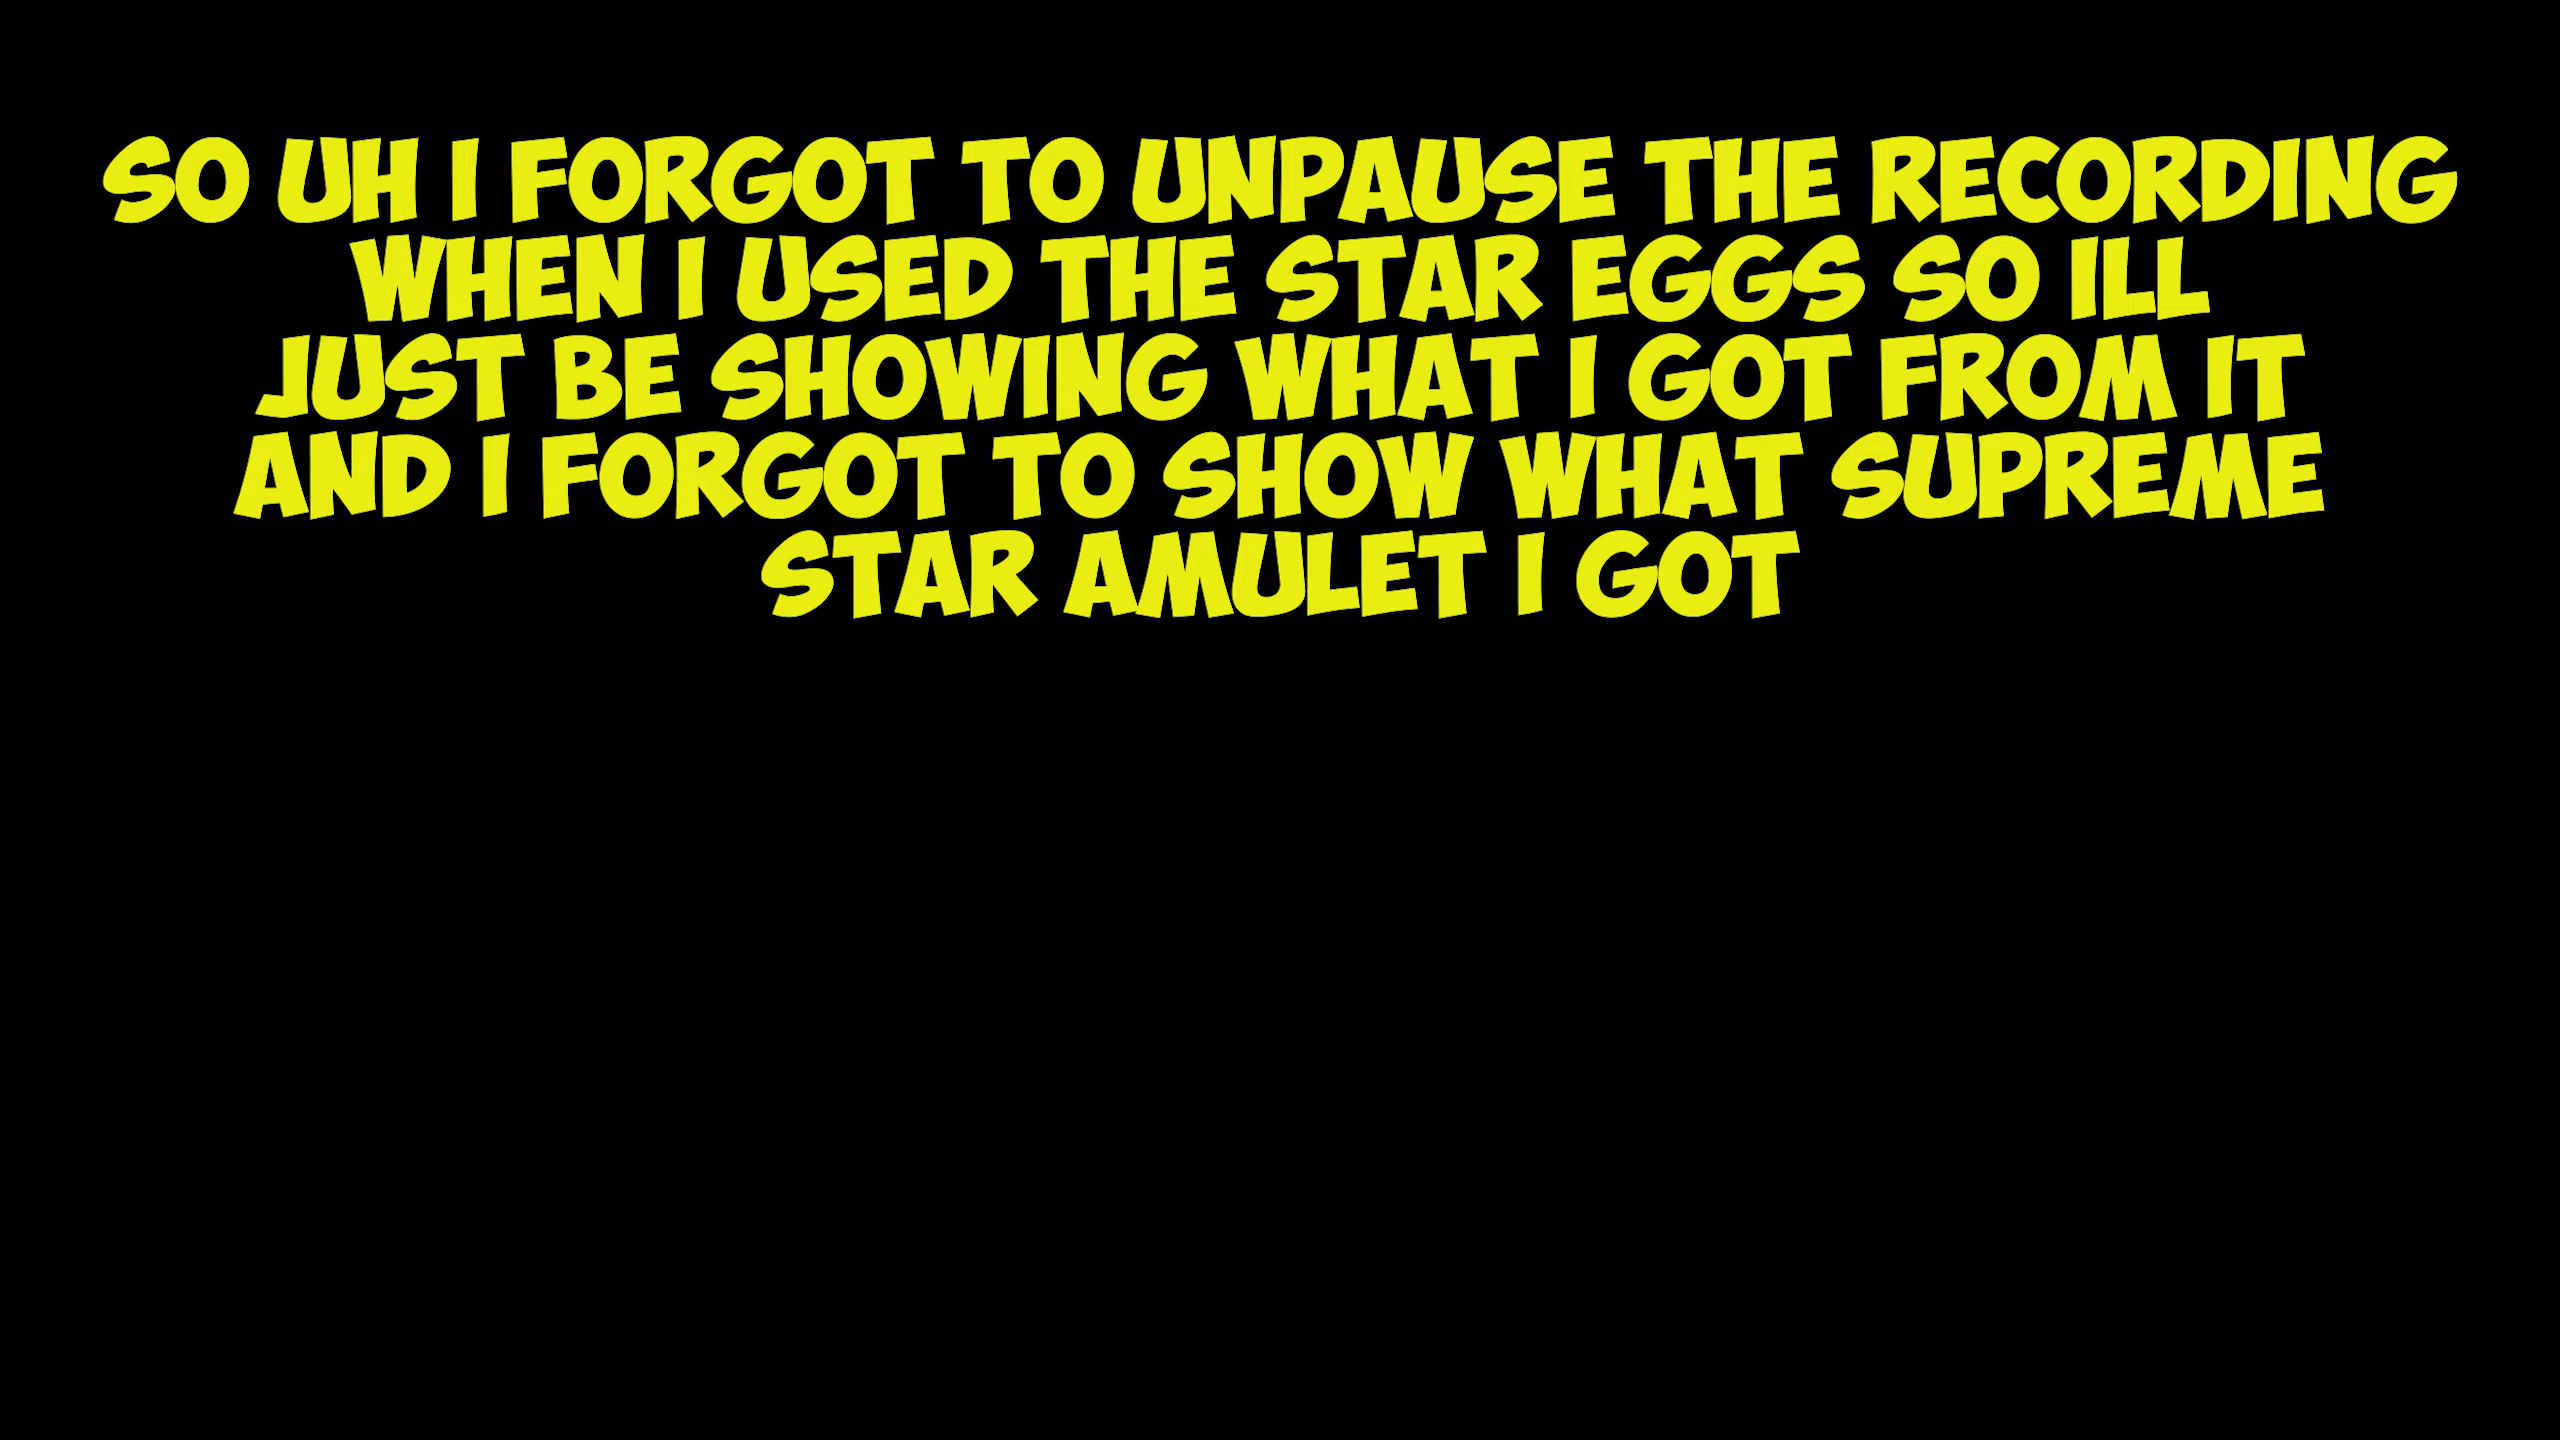 SO UH I FORGOT TO UNPAUSE THE RECORDING
WHEN I USED THE STAR EGGS SO ILL
JUST BE SHOWING WHAT I GOT FROM IT
AND I FORGOT TO SHOW WHAT SUPREME
STAR AMULET I GOT